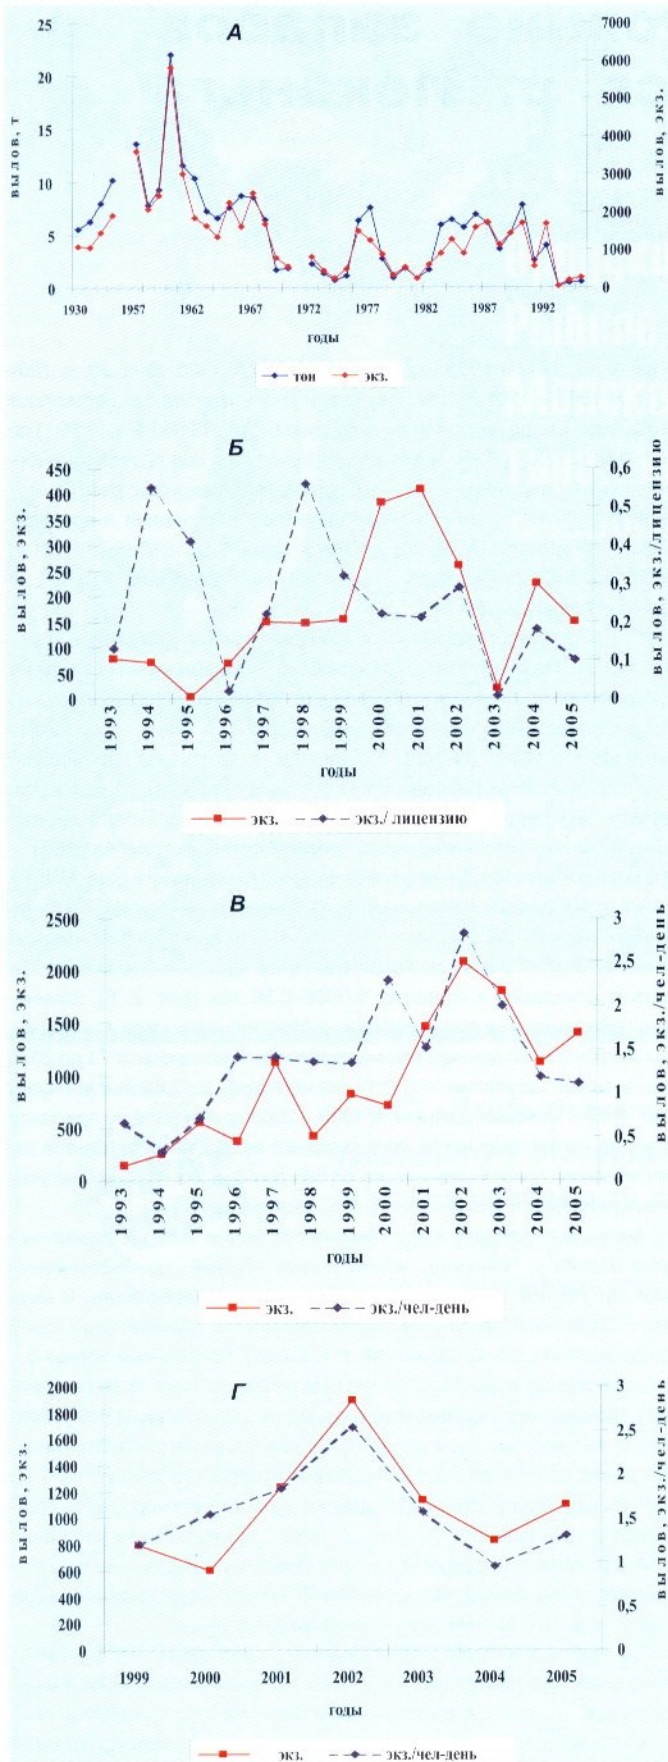 А
25
20
15
10
5
0
вылов, т
7000
6000
5000
4000
3000
2000
1000
0
вылов, экз.
1930 1957 1962 1967 1972 1977 1982 1987 1992
годы
тон экз.
Б
450
400
350
300
250
200
150
100
50
0
вылов, экз.
0,6
0,5
0,4
0,3
0,2
0,1
0
вылов, экз./лицензию
1993 1994 1995 1996 1997 1998 1999 2000 2001 2002 2003 2004 2005
годы
экз. экз./ лицензию
В
2500
2000
1500
1000
500
0
вылов, экз.
3
2,5
2
1,5
1
0,5
0
вылов, экз./чел-день
1993 1994 1995 1996 1997 1998 1999 2000 2001 2002 2003 2004 2005
годы
экз. экз./чел-день
Г
2000
1800
1600
1400
1200
1000
800
600
400
200
0
вылов, экз.
3
2,5
2
1,5
1
0,5
0
вылов, экз./чел-день
1999 2000 2001 2002 2003 2004 2005
годы
экз. экз./чел-день